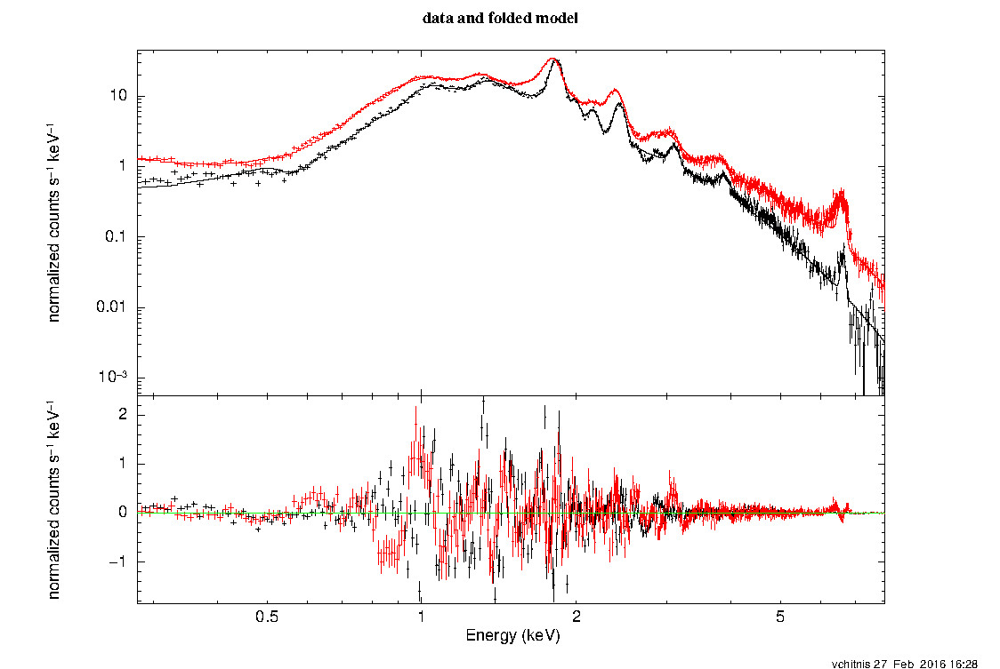 data and folded model
normalized counts s⁻¹ keV⁻¹
10
1
0.1
0.01
10⁻³
normalized counts s⁻¹ keV⁻¹
2
1
0
−1
0.5 1 2 5
Energy (keV)
vchitnis 27 Feb 2016 16:28